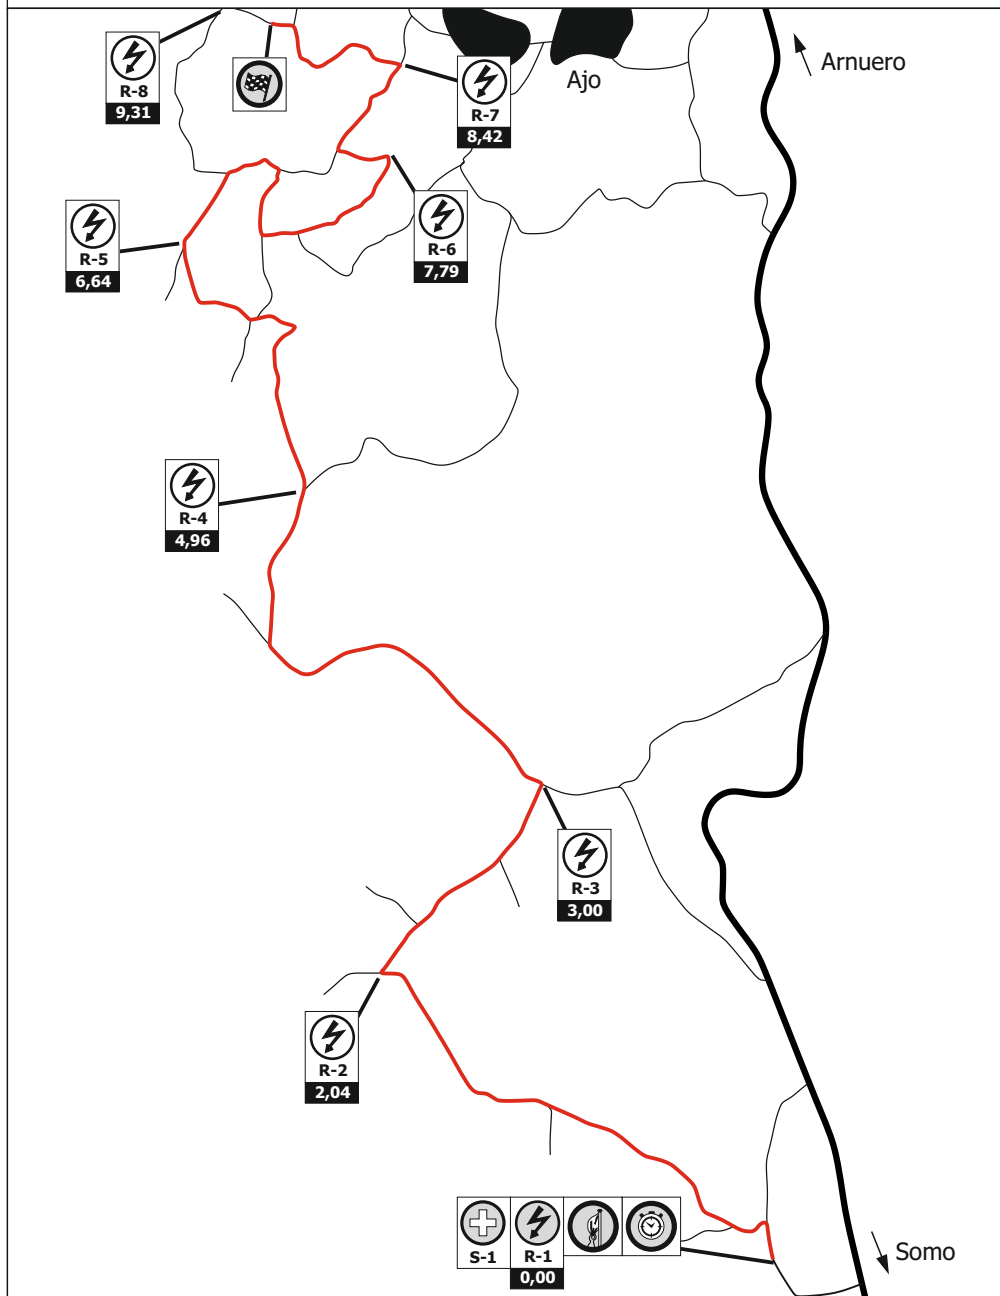 Arnuero
Ajo
R-8
9,31
R-7
8,42
R-6
7,79
R-5
6,64
R-4
4,96
R-3
3,00
R-2
2,04
S-1
R-1
0,00
Somo